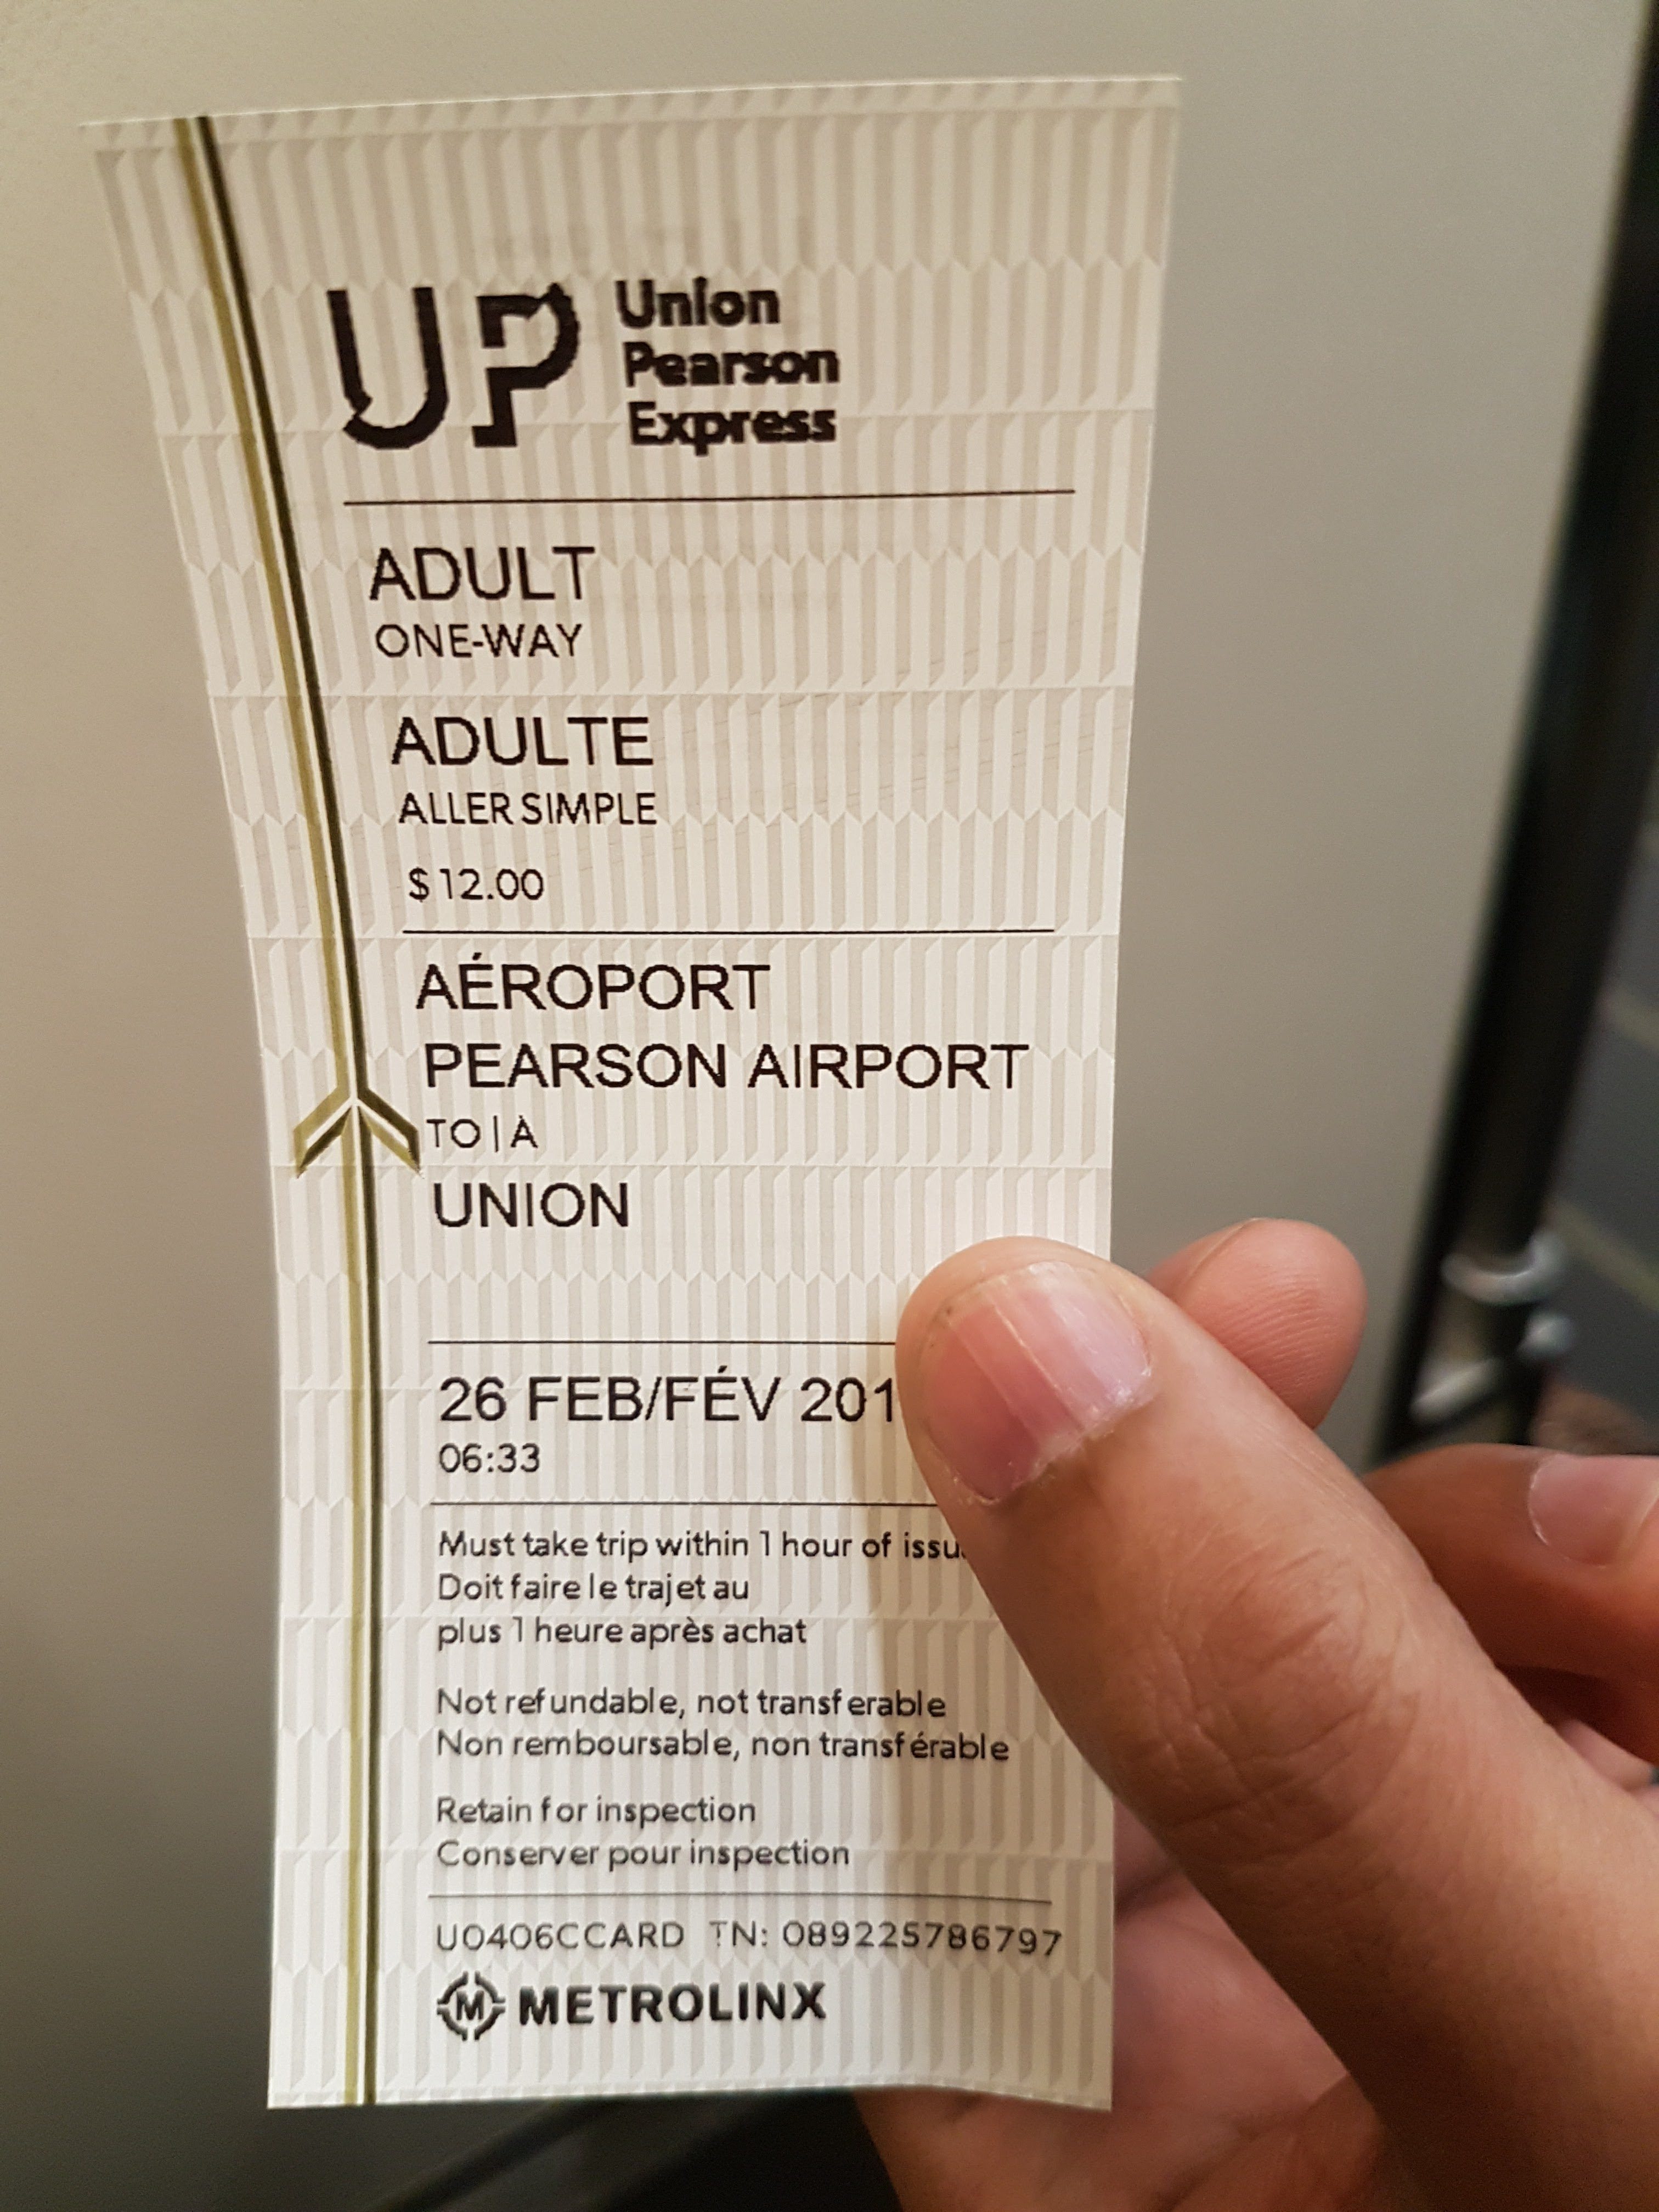 UP Union
Pearson
Express
ADULT
ONE-WAY
ADULTE
ALLER SIMPLE
$12.00
AÉROPORT
PEARSON AIRPORT
TO | À
UNION
26 FEB/FÉV 201
06:33
Must take trip within 1 hour of
Doit faire le trajet au
plus 1 heure après achat
Not refundable, not transferable
Non remboursable, non transférable
Retain for inspection
Conserver pour inspection
U0406CCARD TN: 089225786797
M METROLINX